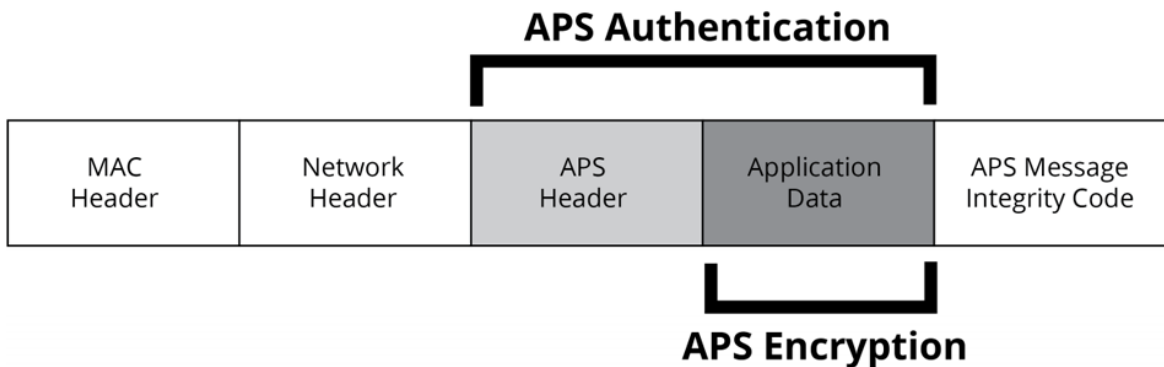 APS Authentication
MAC
Header
Network
Header
APS
Header
Application
Data
APS Message
Integrity Code
APS Encryption